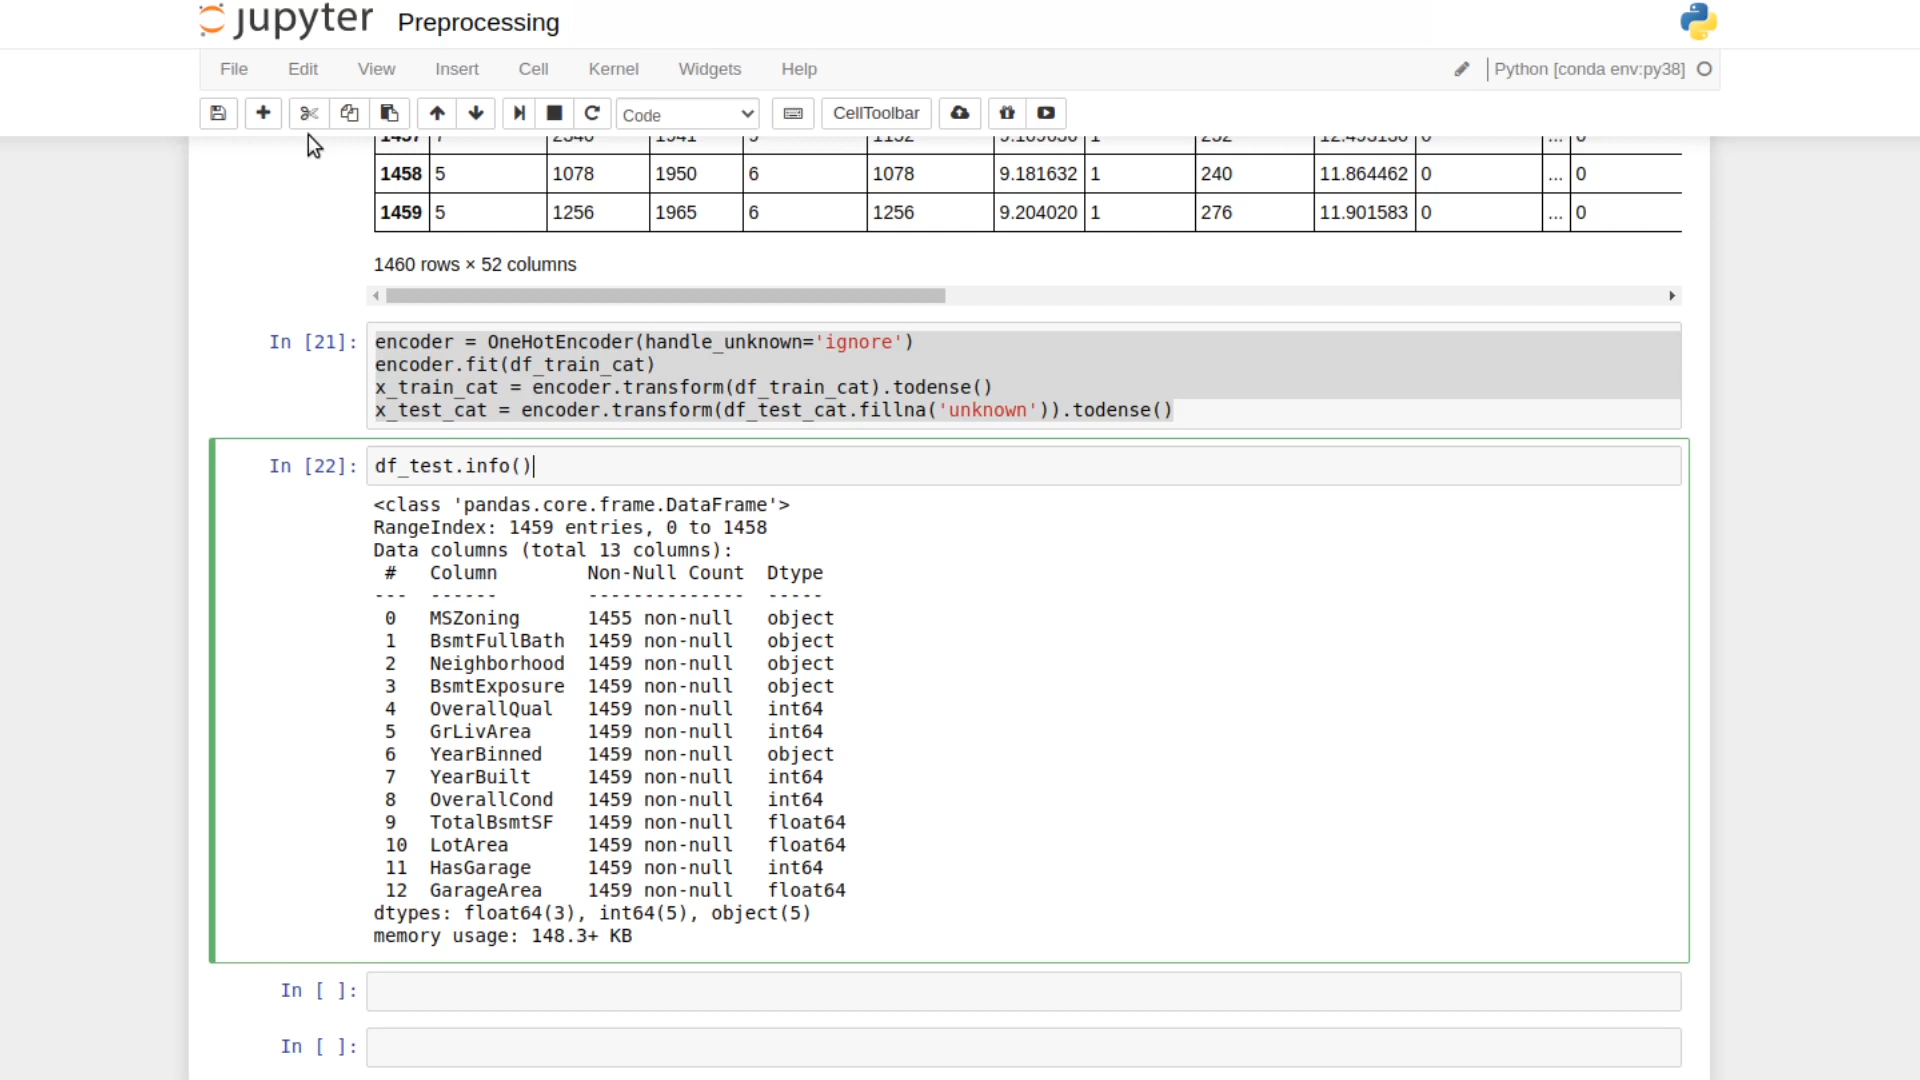 jupyter Preprocessing
File Edit View Insert Cell Kernel Widgets Help Python [conda env:py38]
Code CellToolbar
1458 5 1078 1950 6 1078 9.181632 1 240 11.864462 0 ... 0
1459 5 1256 1965 6 1256 9.204020 1 276 11.901583 0 ... 0
1460 rows × 52 columns
In [21]: encoder = OneHotEncoder(handle_unknown='ignore')
encoder.fit(df_train_cat)
x_train_cat = encoder.transform(df_train_cat).todense()
x_test_cat = encoder.transform(df_test_cat.fillna('unknown')).todense()
In [22]: df_test.info()
<class 'pandas.core.frame.DataFrame'>
RangeIndex: 1459 entries, 0 to 1458
Data columns (total 13 columns):
# Column Non-Null Count Dtype
--- ------ -------------- -----
0 MSZoning 1455 non-null object
1 BsmtFullBath 1459 non-null object
2 Neighborhood 1459 non-null object
3 BsmtExposure 1459 non-null object
4 OverallQual 1459 non-null int64
5 GrLivArea 1459 non-null int64
6 YearBinned 1459 non-null object
7 YearBuilt 1459 non-null int64
8 OverallCond 1459 non-null int64
9 TotalBsmtSF 1459 non-null float64
10 LotArea 1459 non-null float64
11 HasGarage 1459 non-null int64
12 GarageArea 1459 non-null float64
dtypes: float64(3), int64(5), object(5)
memory usage: 148.3+ KB
In [ ]:
In [ ]: